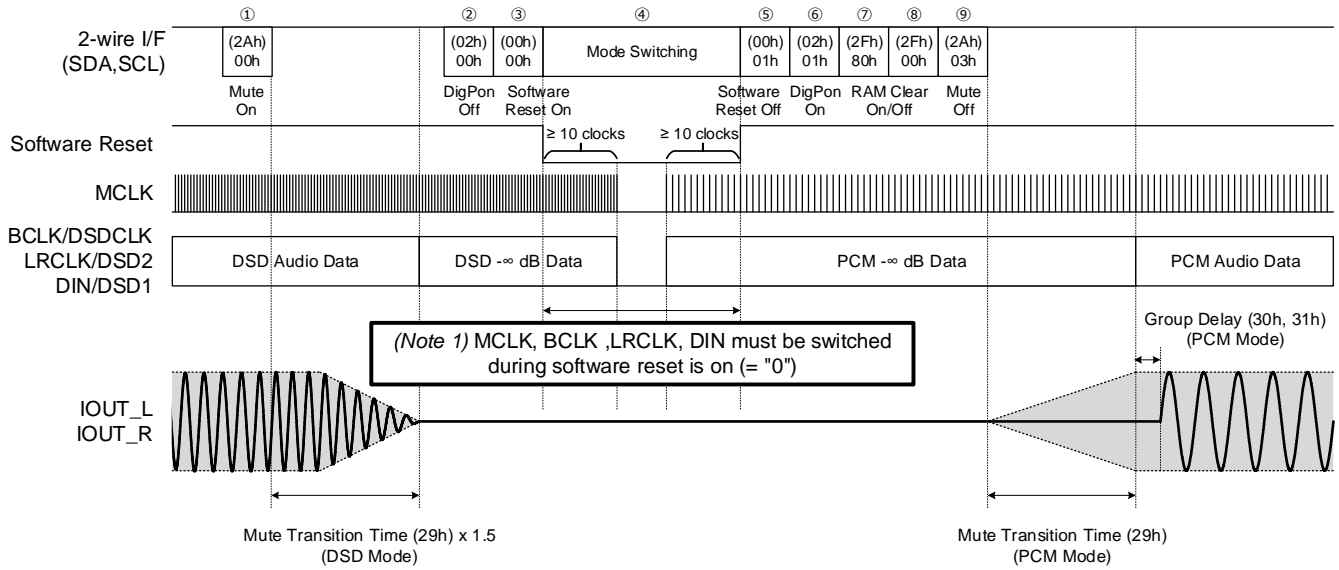 ① ② ③ ④ ⑤ ⑥ ⑦ ⑧ ⑨
2-wire I/F
(SDA,SCL)
(2Ah)
00h
(02h)
00h
(00h)
00h
Mode Switching
(00h)
01h
(02h)
01h
(2Fh)
80h
(2Fh)
00h
(2Ah)
03h
Mute
On
DigPon
Off
Software
Reset On
Software
Reset Off
DigPon
On
RAM Clear
On/Off
Mute
Off
Software Reset
≥ 10 clocks
≥ 10 clocks
MCLK
BCLK/DSDCLK
LRCLK/DSD2
DIN/DSD1
DSD Audio Data
DSD -∞ dB Data
PCM -∞ dB Data
PCM Audio Data
(Note 1) MCLK, BCLK ,LRCLK, DIN must be switched
during software reset is on (= "0")
Group Delay (30h, 31h)
(PCM Mode)
IOUT_L
IOUT_R
Mute Transition Time (29h) x 1.5
(DSD Mode)
Mute Transition Time (29h)
(PCM Mode)